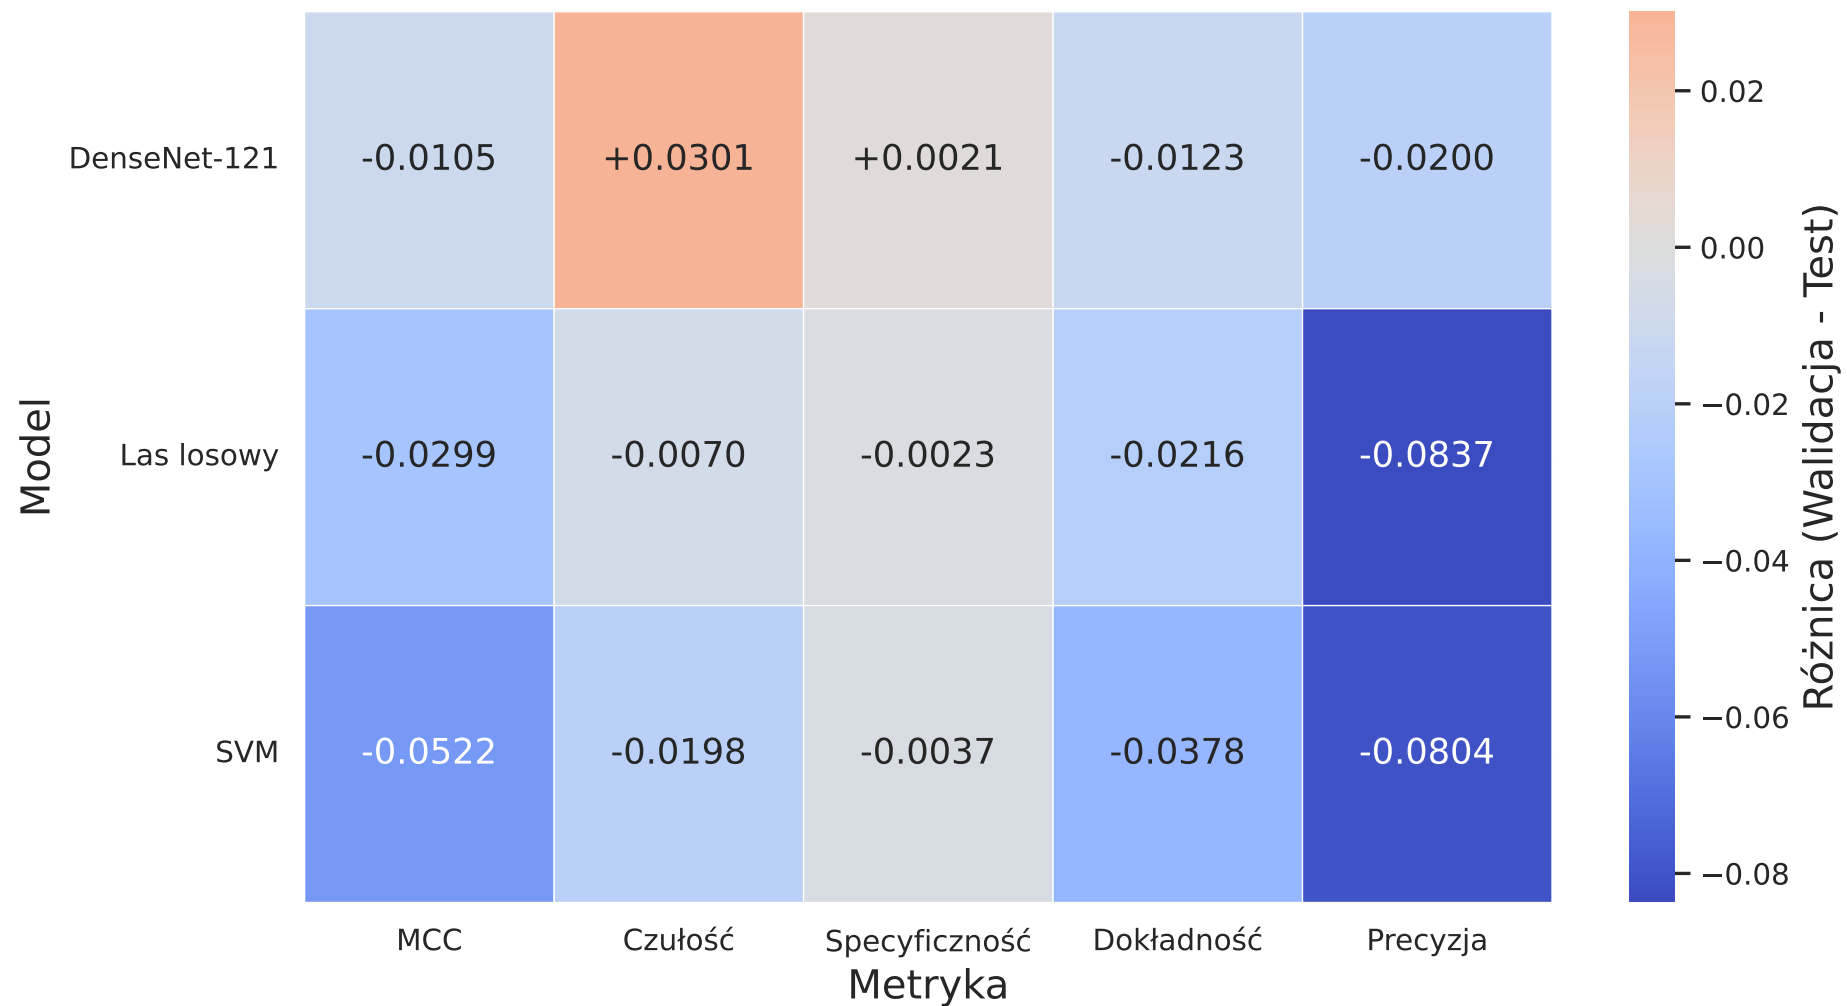 DenseNet-121 -0.0105 +0.0301 +0.0021 -0.0123 -0.0200
Las losowy -0.0299 -0.0070 -0.0023 -0.0216 -0.0837
SVM -0.0522 -0.0198 -0.0037 -0.0378 -0.0804
MCC Czułość Specyficzność Dokładność Precyzja
Metryka
Model
0.02
0.00
−0.02
−0.04
−0.06
−0.08
Różnica (Walidacja - Test)